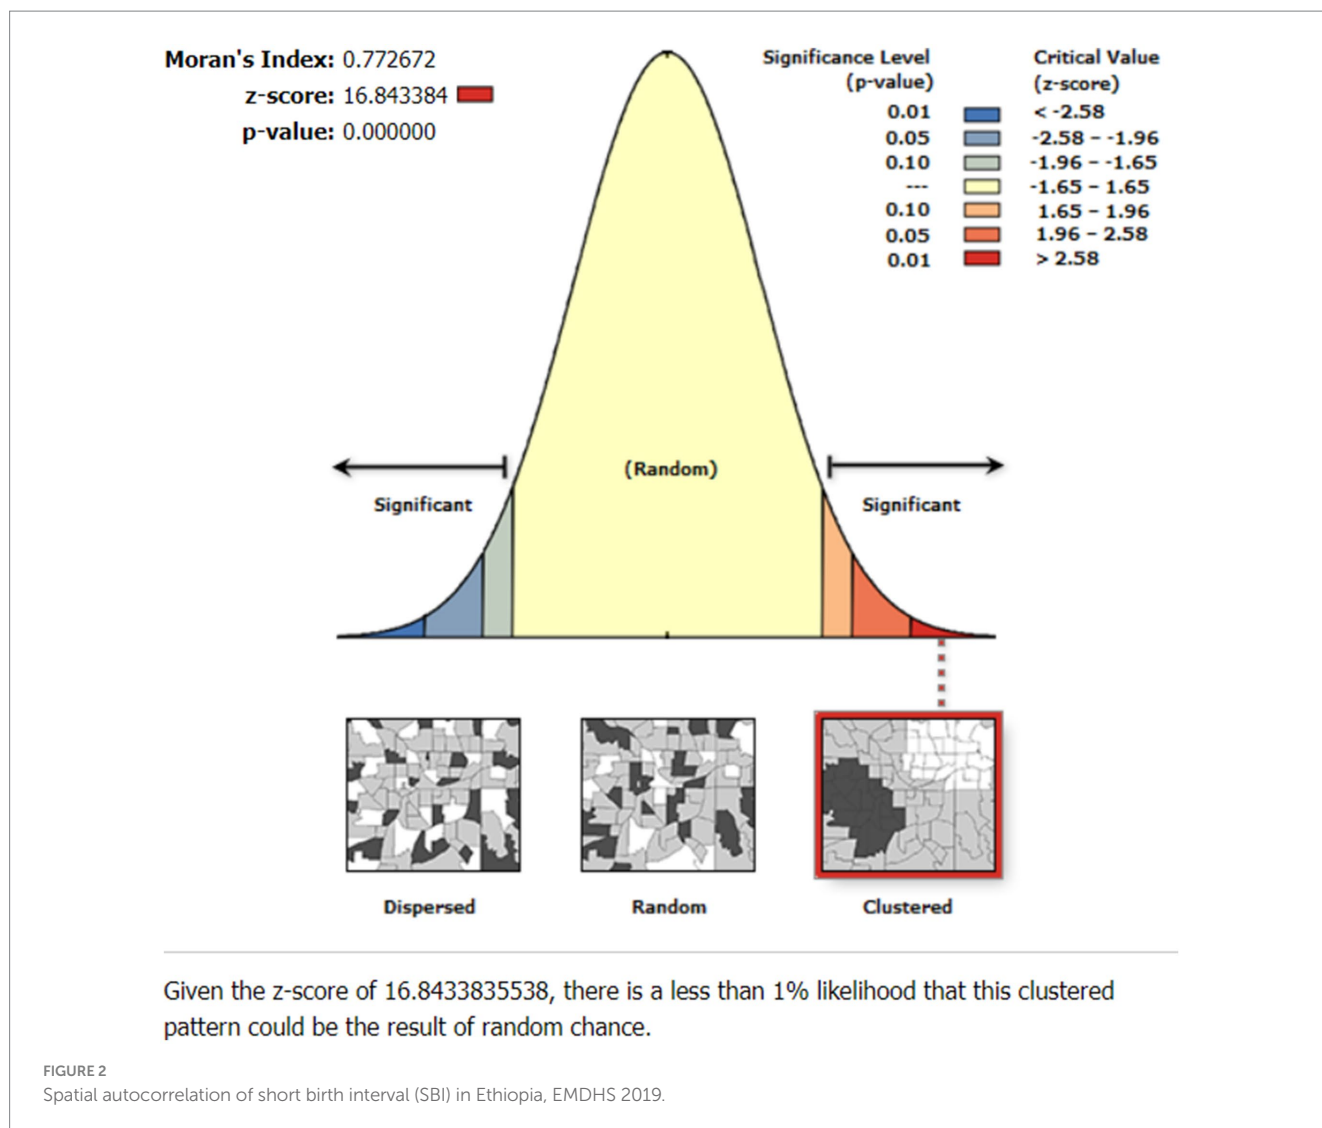 Moran's Index: 0.772672
z-score: 16.843384
p-value: 0.000000
Significance Level
(p-value)
Critical Value
(z-score)
0.01 < -2.58
0.05 -2.58 – -1.96
0.10 -1.96 – -1.65
--- -1.65 – 1.65
0.10 1.65 – 1.96
0.05 1.96 – 2.58
0.01 > 2.58
(Random)
Significant
Significant
Dispersed
Random
Clustered
Given the z-score of 16.8433835538, there is a less than 1% likelihood that this clustered
pattern could be the result of random chance.
FIGURE 2
Spatial autocorrelation of short birth interval (SBI) in Ethiopia, EMDHS 2019.